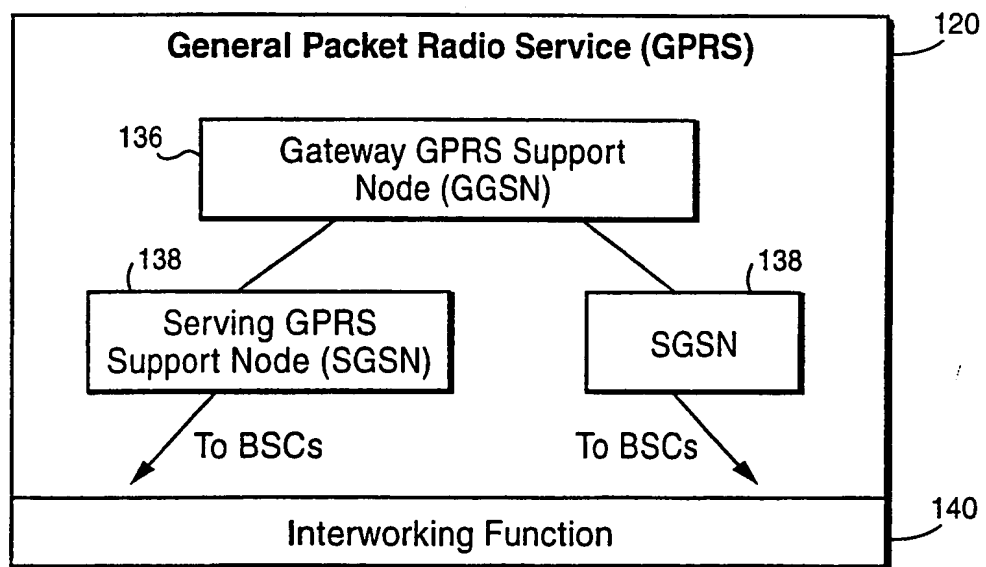 120
General Packet Radio Service (GPRS)
136
Gateway GPRS Support
Node (GGSN)
138
138
Serving GPRS
Support Node (SGSN)
SGSN
To BSCs
To BSCs
140
Interworking Function